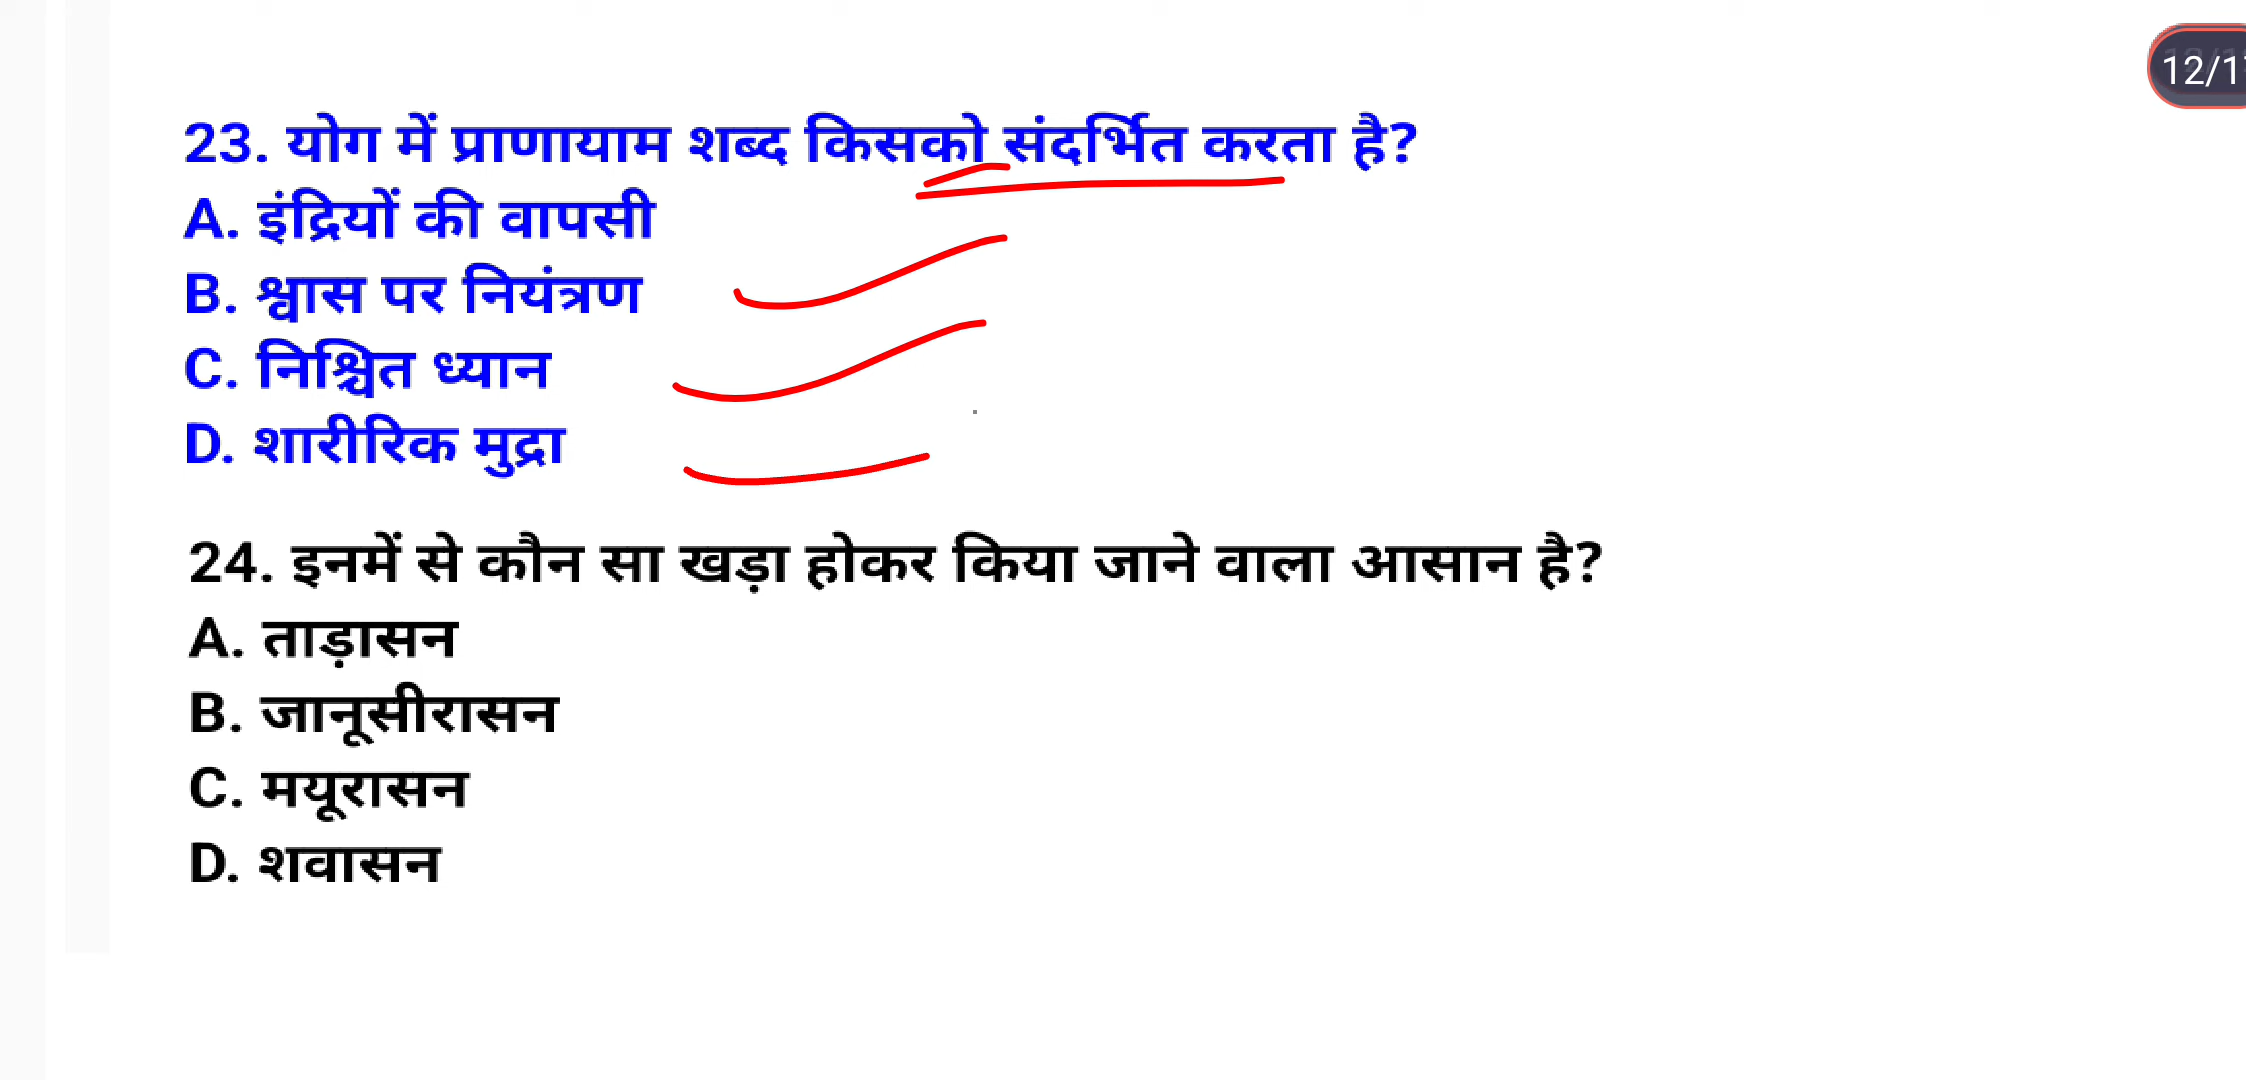 12/1
23. योग में प्राणायाम शब्द किसको संदर्भित करता है?
A. इंद्रियों की वापसी
B. श्वास पर नियंत्रण
C. निश्चित ध्यान
D. शारीरिक मुद्रा
24. इनमें से कौन सा खड़ा होकर किया जाने वाला आसान है?
A. ताड़ासन
B. जानूसीरासन
C. मयूरासन
D. शवासन